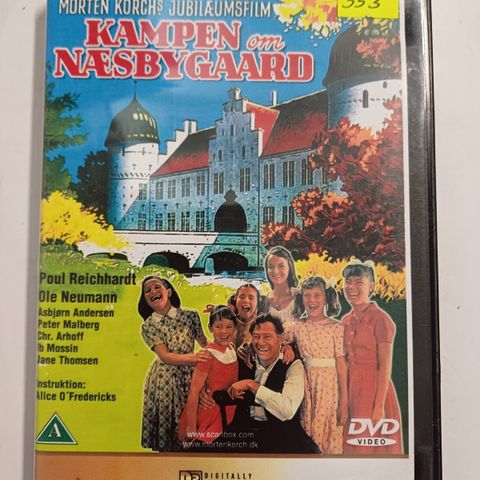 MORTEN KORCHS JUBILÆUMSFILM
353
KAMPEN om
NÆSBYGAARD
Poul Reichhardt
Ole Neumann
Asbjørn Andersen
Peter Malberg
Chr. Arhoff
Ib Mossin
Jane Thomsen
Instruktion:
Alice O´Fredericks
A
www.scanbox.com
www.mortenkorch.dk
DVD
VIDEO
DIGITALLY